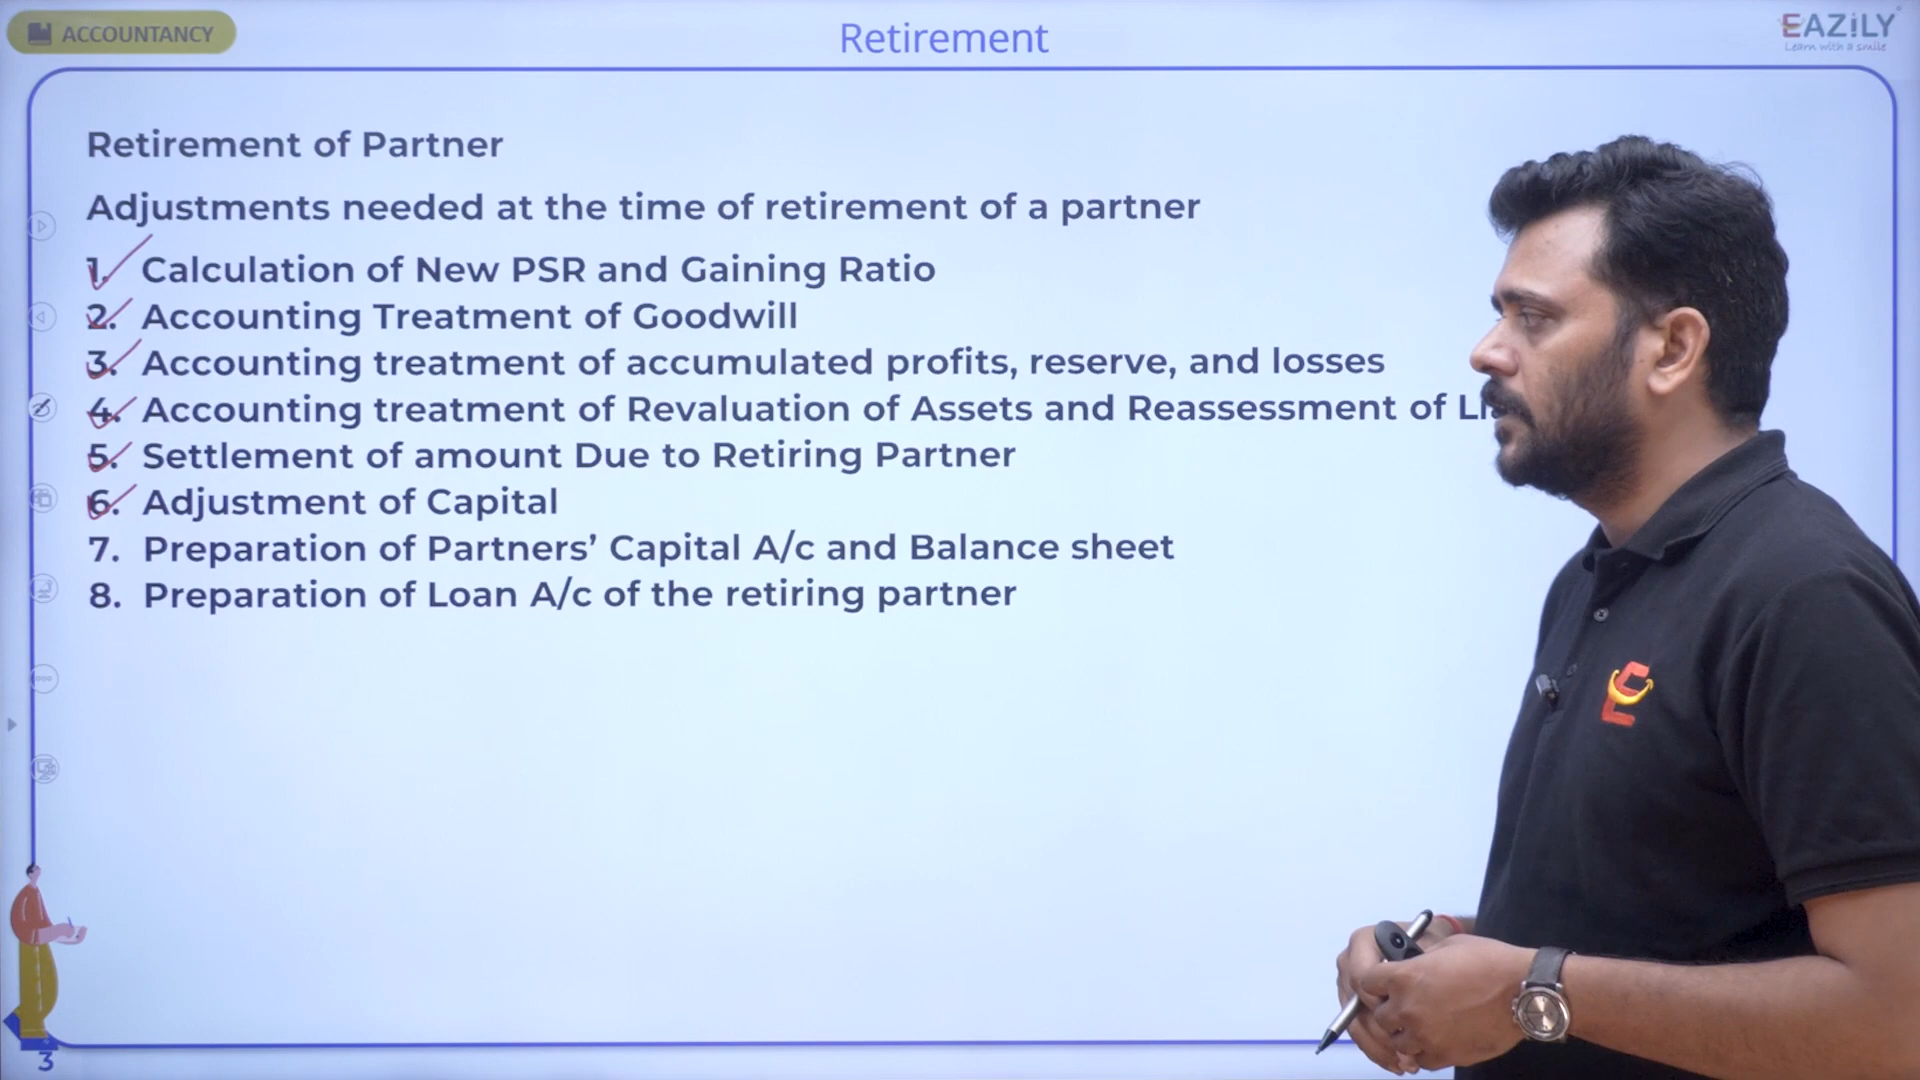 ACCOUNTANCY
Retirement
EAZiLY
Learn with a smile
Retirement of Partner
Adjustments needed at the time of retirement of a partner
1. Calculation of New PSR and Gaining Ratio
2. Accounting Treatment of Goodwill
3. Accounting treatment of accumulated profits, reserve, and losses
4. Accounting treatment of Revaluation of Assets and Reassessment of
5. Settlement of amount Due to Retiring Partner
6. Adjustment of Capital
7. Preparation of Partners’ Capital A/c and Balance sheet
8. Preparation of Loan A/c of the retiring partner
3